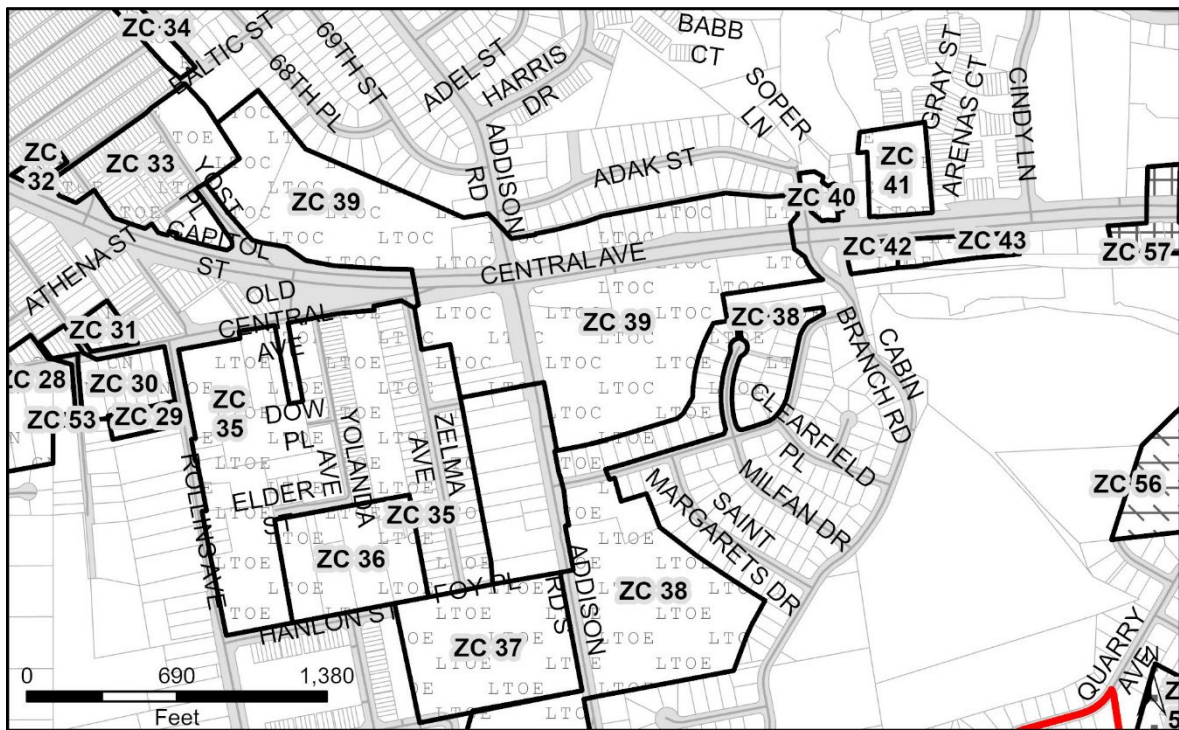 ZC 34
BALTIC ST
69TH ST
68TH PL
ADEL ST
HARRIS
DR
BABB
CT
SOPER
LN
GRAY ST
ARENAS CT
CINDY LN
ZC
32
ZC 33
YOST
PL
CAPITOL
ST
ZC 39
ADDISON
RD
ADAK ST
ZC 40
ZC
41
ZC 42
ZC 43
ZC 57
CENTRAL AVE
ATHENA ST
OLD
CENTRAL
AVE
ZC 31
ZC 39
ZC 38
ZC 28
ZC 30
ZC 53
ZC 29
ZC
35
DOW
PL
YOLANDA
AVE
ZELMA
AVE
CABIN
BRANCH RD
CLEARFIELD
PL
MILFAN DR
SAINT
MARGARETS DR
ZC 56
ROLLINS AVE
ELDER
ST
ZC 35
ZC 36
FOY PL
HANLON ST
ADDISON
RD S
ZC 38
ZC 37
QUARRY
AVE
LTOE
LTOC
0 690 1,380
Feet